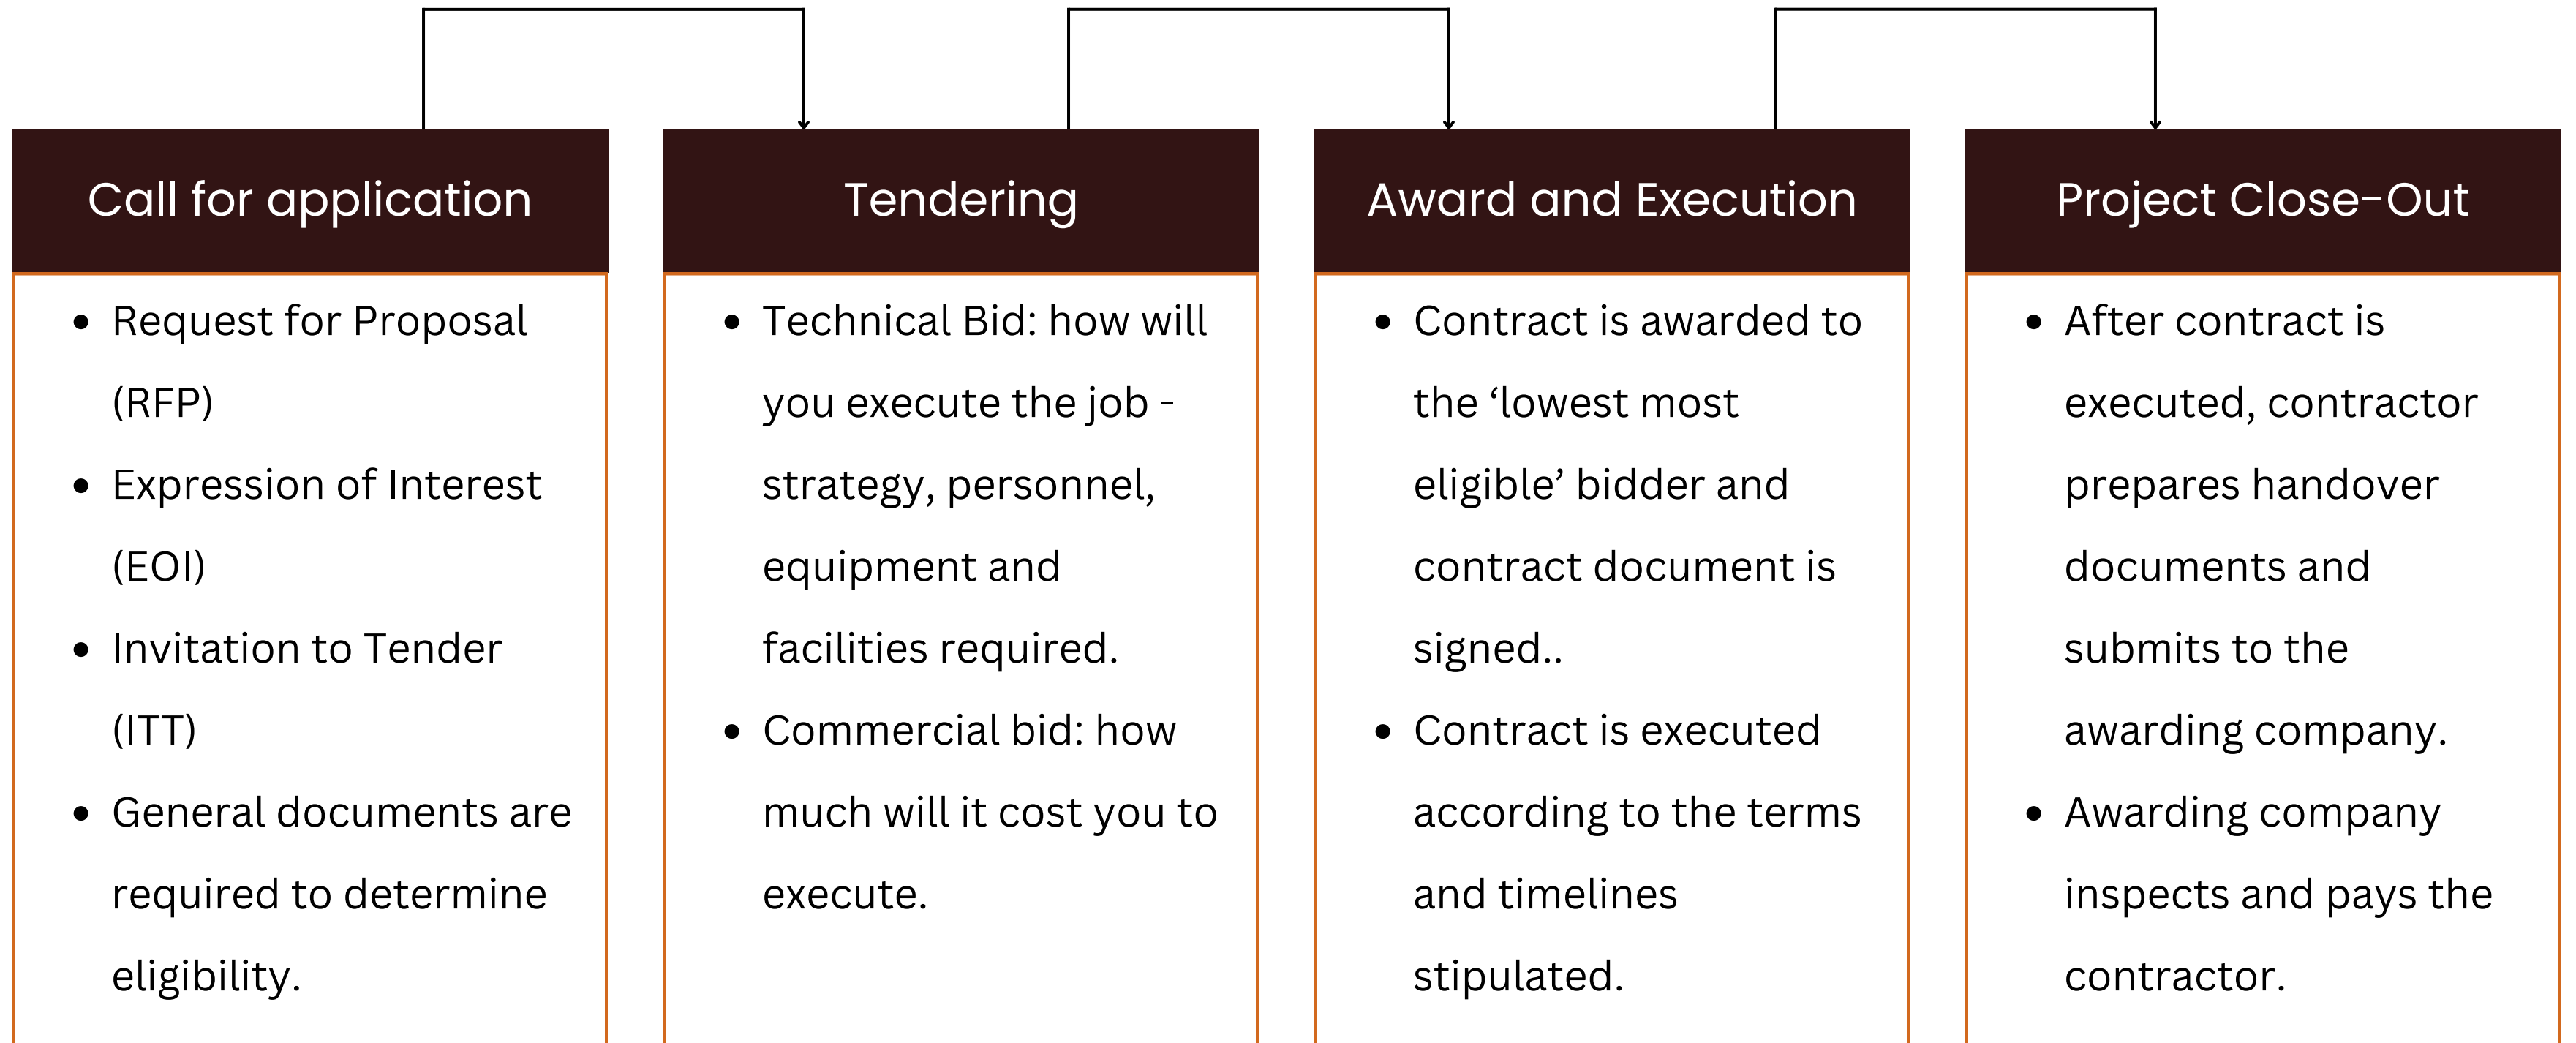 Call for application
• Request for Proposal
(RFP)
• Expression of Interest
(EOI)
• Invitation to Tender
(ITT)
• General documents are
required to determine
eligibility.
Tendering
• Technical Bid: how will
you execute the job -
strategy, personnel,
equipment and
facilities required.
• Commercial bid: how
much will it cost you to
execute.
Award and Execution
• Contract is awarded to
the ‘lowest most
eligible’ bidder and
contract document is
signed..
• Contract is executed
according to the terms
and timelines
stipulated.
Project Close-Out
• After contract is
executed, contractor
prepares handover
documents and
submits to the
awarding company.
• Awarding company
inspects and pays the
contractor.